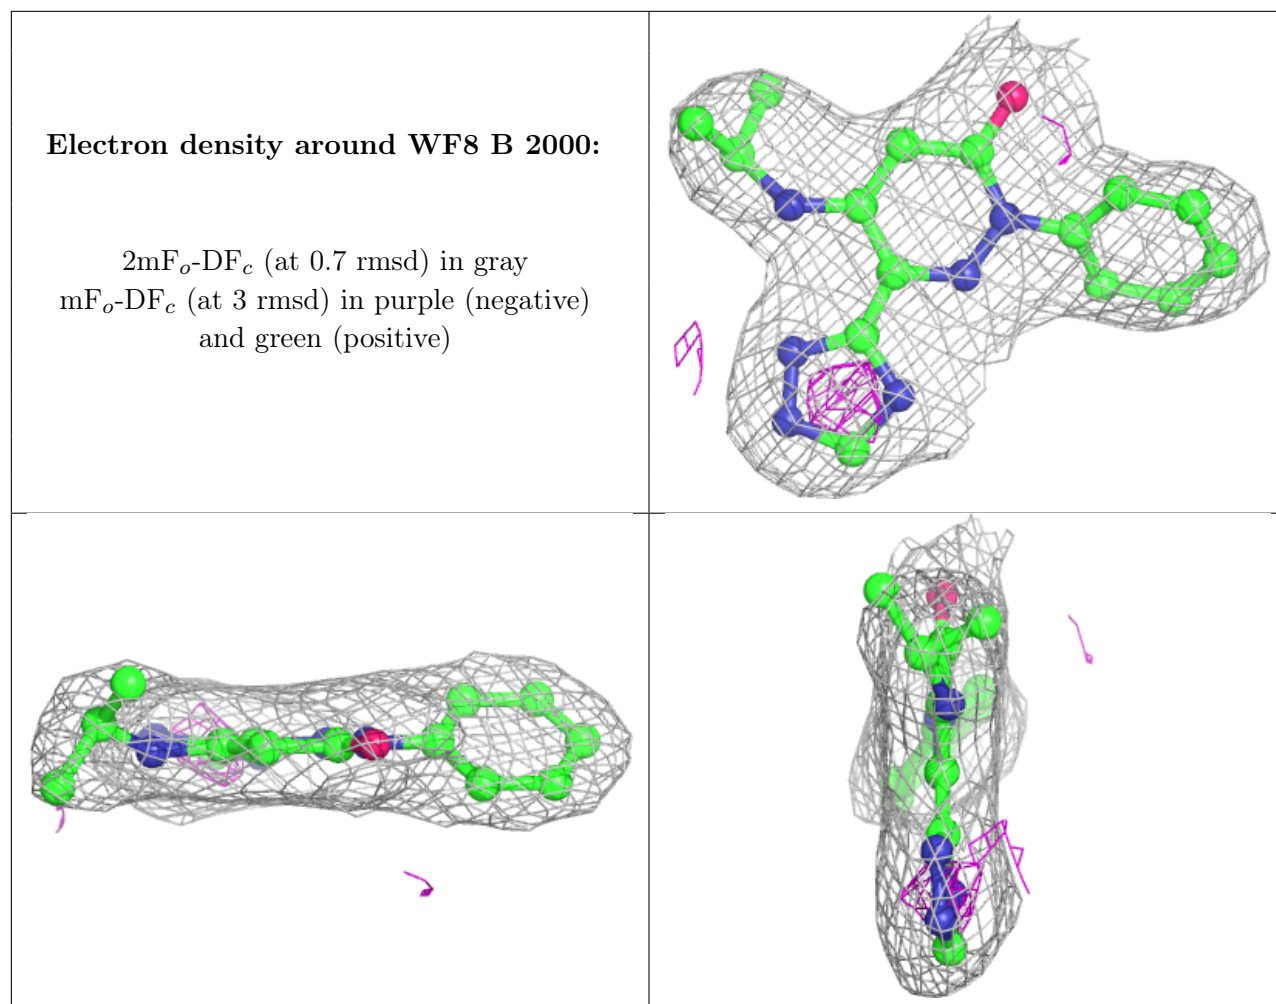 Electron density around WF8 B 2000:
2mFo-DFc (at 0.7 rmsd) in gray
mFo-DFc (at 3 rmsd) in purple (negative)
and green (positive)